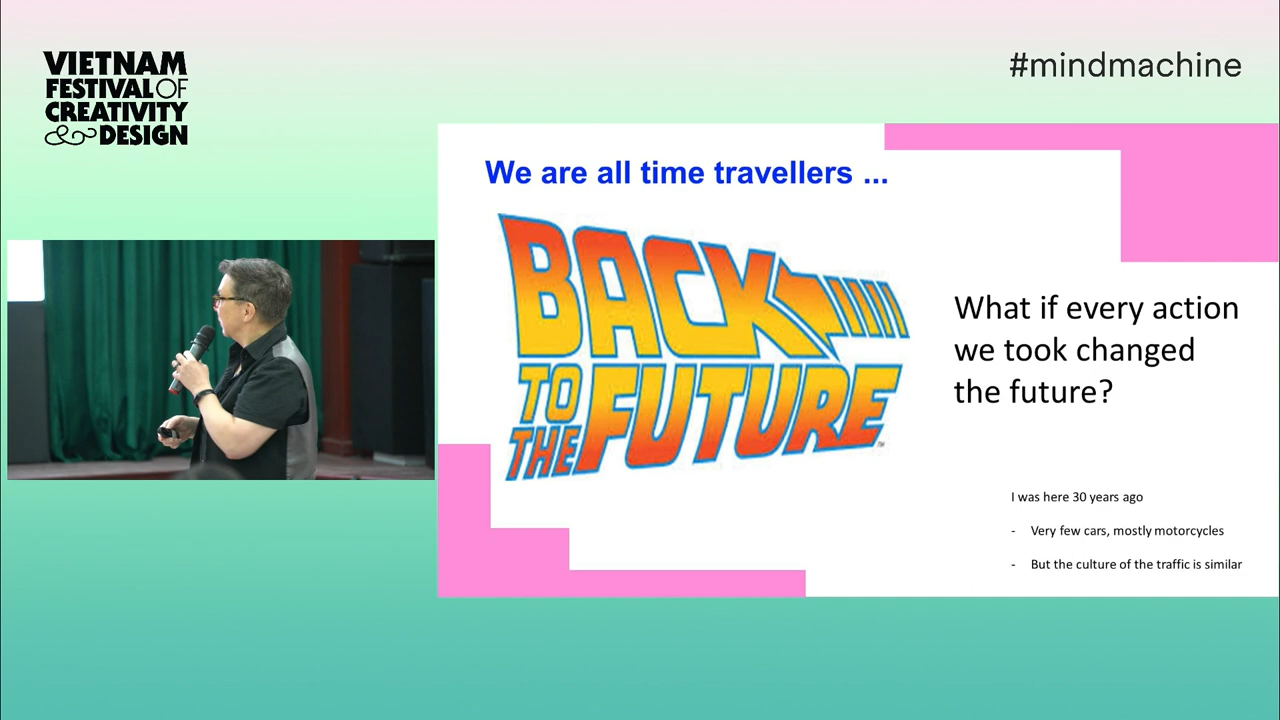 VIETNAM
FESTIVAL OF
CREATIVITY
& DESIGN
#mindmachine
We are all time travellers ...
BACK
TO
THE FUTURE
TM
What if every action
we took changed
the future?
I was here 30 years ago
- Very few cars, mostly motorcycles
- But the culture of the traffic is similar